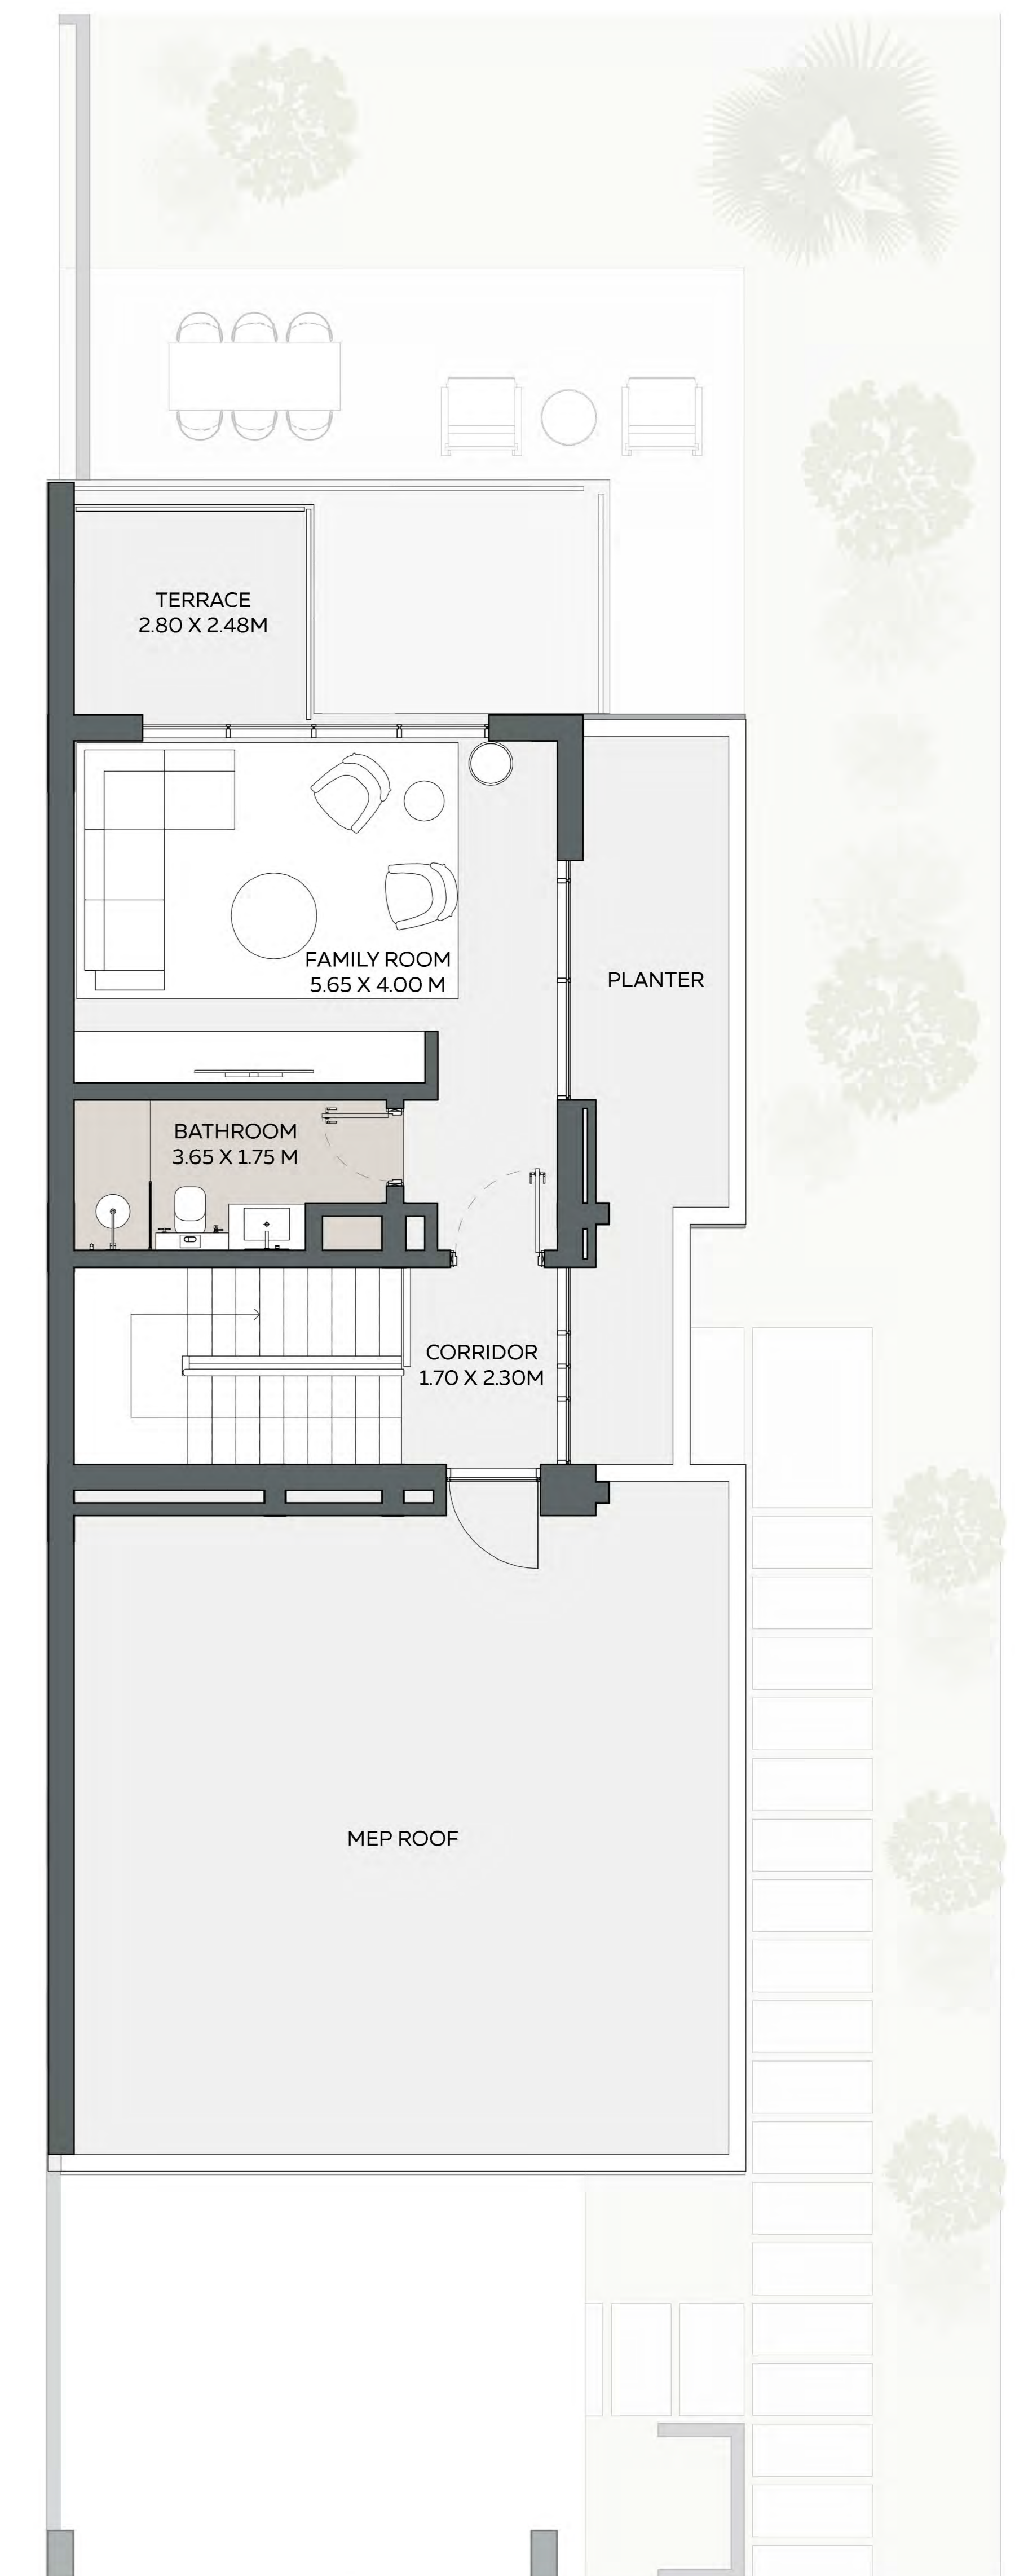 TERRACE
2.80 X 2.48M
FAMILY ROOM
5.65 X 4.00 M
PLANTER
BATHROOM
3.65 X 1.75 M
CORRIDOR
1.70 X 2.30M
MEP ROOF